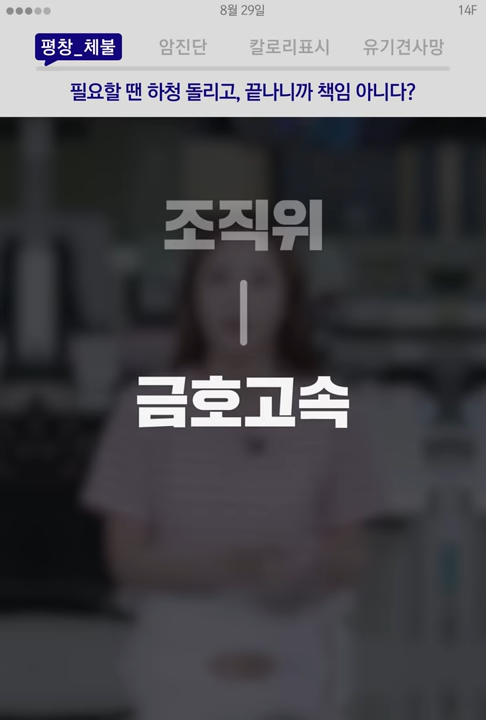 8월 29일
14F
평창_체불
암진단
칼로리표시
유기견사망
필요할 땐 하청 돌리고, 끝나니까 책임 아니다?
조직위
금호고속